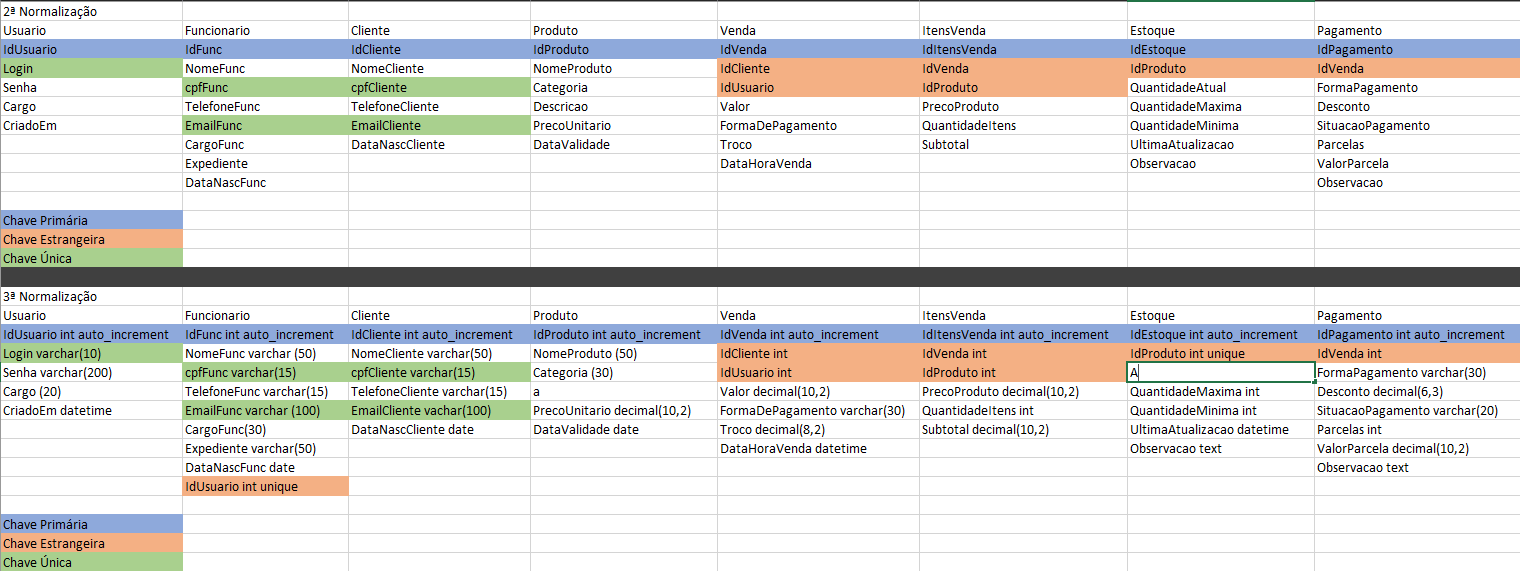 2ª Normalização
Usuario Funcionario Cliente Produto Venda ItensVenda Estoque Pagamento
IdUsuario IdFunc IdCliente IdProduto IdVenda IdItensVenda IdEstoque IdPagamento
Login NomeFunc NomeCliente NomeProduto IdCliente IdVenda IdProduto IdVenda
Senha cpfFunc cpfCliente Categoria IdUsuario IdProduto QuantidadeAtual FormaPagamento
Cargo TelefoneFunc TelefoneCliente Descricao Valor PrecoProduto QuantidadeMaxima Desconto
CriadoEm EmailFunc EmailCliente PrecoUnitario FormaDePagamento QuantidadeItens QuantidadeMinima SituacaoPagamento
CargoFunc DataNascCliente DataValidade Troco Subtotal UltimaAtualizacao Parcelas
Expediente DataHoraVenda Observacao ValorParcela
DataNascFunc Observacao
Chave Primária
Chave Estrangeira
Chave Única
3ª Normalização
Usuario Funcionario Cliente Produto Venda ItensVenda Estoque Pagamento
IdUsuario int auto_increment IdFunc int auto_increment IdCliente int auto_increment IdProduto int auto_increment IdVenda int auto_increment IdItensVenda int auto_increment IdEstoque int auto_increment IdPagamento int auto_increment
Login varchar(10) NomeFunc varchar (50) NomeCliente varchar(50) NomeProduto (50) IdCliente int IdVenda int IdProduto int unique IdVenda int
Senha varchar(200) cpfFunc varchar(15) cpfCliente varchar(15) Categoria (30) IdUsuario int IdProduto int A FormaPagamento varchar(30)
Cargo (20) TelefoneFunc varchar(15) TelefoneCliente varchar(15) a Valor decimal(10,2) PrecoProduto decimal(10,2) QuantidadeMaxima int Desconto decimal(6,3)
CriadoEm datetime EmailFunc varchar (100) EmailCliente vachar(100) PrecoUnitario decimal(10,2) FormaDePagamento varchar(30) QuantidadeItens int QuantidadeMinima int SituacaoPagamento varchar(20)
CargoFunc(30) DataNascCliente date DataValidade date Troco decimal(8,2) Subtotal decimal(10,2) UltimaAtualizacao datetime Parcelas int
Expediente varchar(50) DataHoraVenda datetime Observacao text ValorParcela decimal(10,2)
DataNascFunc date Observacao text
IdUsuario int unique
Chave Primária
Chave Estrangeira
Chave Única